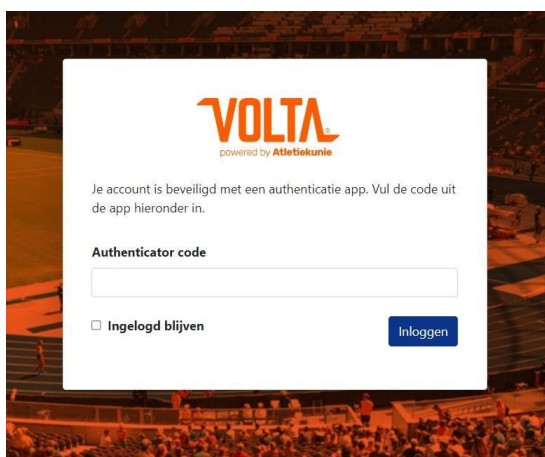 VOLTA®
powered by Atletiekunie
Je account is beveiligd met een authenticatie app. Vul de code uit
de app hieronder in.
Authenticator code
Ingelogd blijven
Inloggen